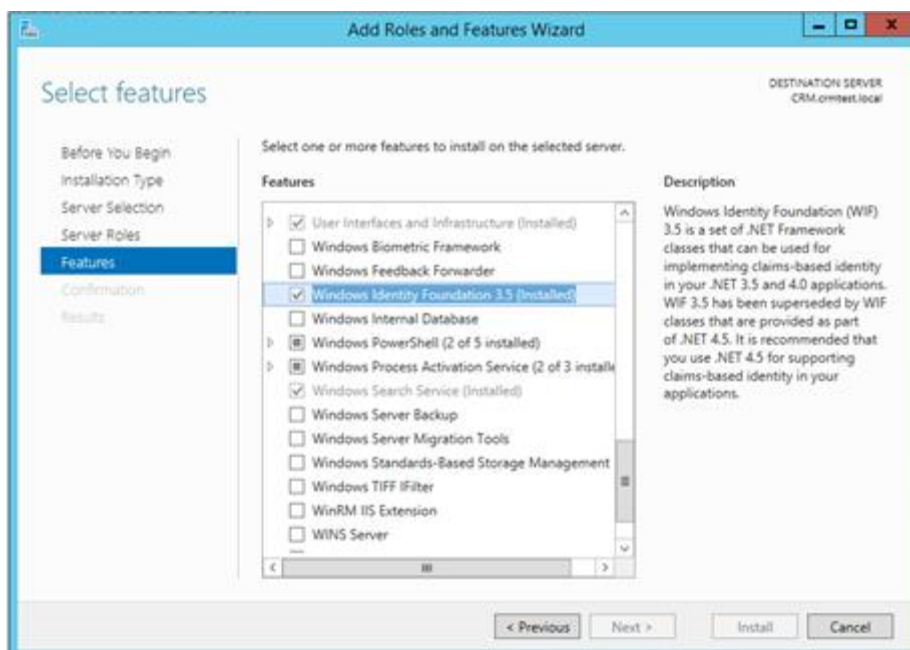 Add Roles and Features Wizard
Select features
DESTINATION SERVER
CRM.crmtest.local
Before You Begin
Installation Type
Server Selection
Server Roles
Features
Confirmation
Results
Select one or more features to install on the selected server.
Features
User Interfaces and Infrastructure (Installed)
Windows Biometric Framework
Windows Feedback Forwarder
Windows Identity Foundation 3.5 (Installed)
Windows Internal Database
Windows PowerShell (2 of 5 installed)
Windows Process Activation Service (2 of 3 installe
Windows Search Service (Installed)
Windows Server Backup
Windows Server Migration Tools
Windows Standards-Based Storage Management
Windows TIFF IFilter
WinRM IIS Extension
WINS Server
Description
Windows Identity Foundation (WIF)
3.5 is a set of .NET Framework
classes that can be used for
implementing claims-based identity
in your .NET 3.5 and 4.0 applications.
WIF 3.5 has been superseded by WIF
classes that are provided as part
of .NET 4.5. It is recommended that
you use .NET 4.5 for supporting
claims-based identity in your
applications.
< Previous
Next >
Install
Cancel